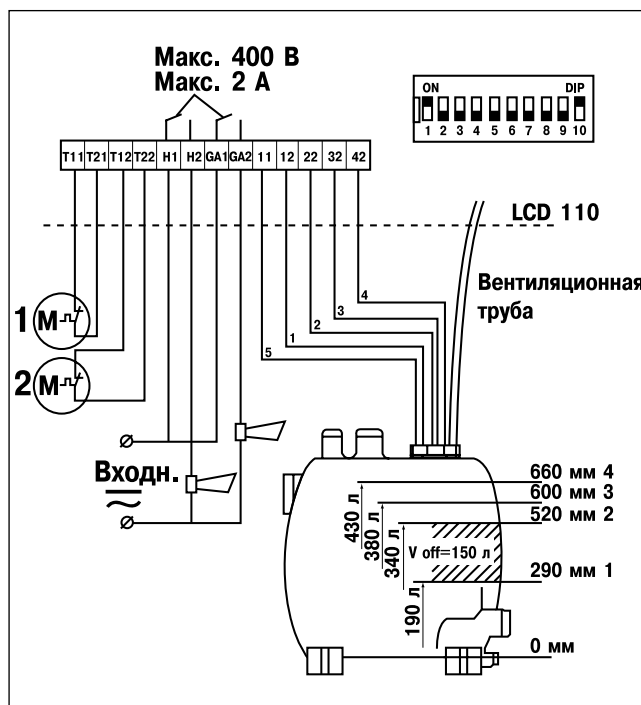 Макс. 400 В
Макс. 2 А
ON DIP
1 2 3 4 5 6 7 8 9 10
T11 T21 T12 T22 H1 H2 GA1 GA2 11 12 22 32 42
LCD 110
Вентиляционная
труба
4
3
2
1
5
1 M
2 M
Входн.
660 мм 4
600 мм 3
520 мм 2
290 мм 1
0 мм
430 л
380 л
340 л
190 л
V off=150 л